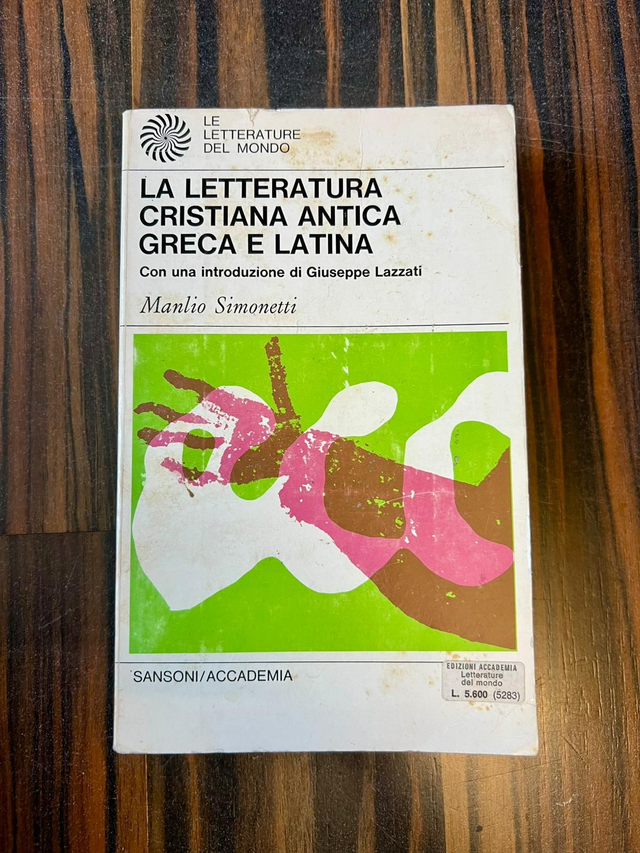 LE
LETTERATURE
DEL MONDO
LA LETTERATURA
CRISTIANA ANTICA
GRECA E LATINA
Con una introduzione di Giuseppe Lazzati
Manlio Simonetti
SANSONI/ACCADEMIA
EDIZIONI ACCADEMIA
Letterature
del mondo
L. 5.600 (5283)